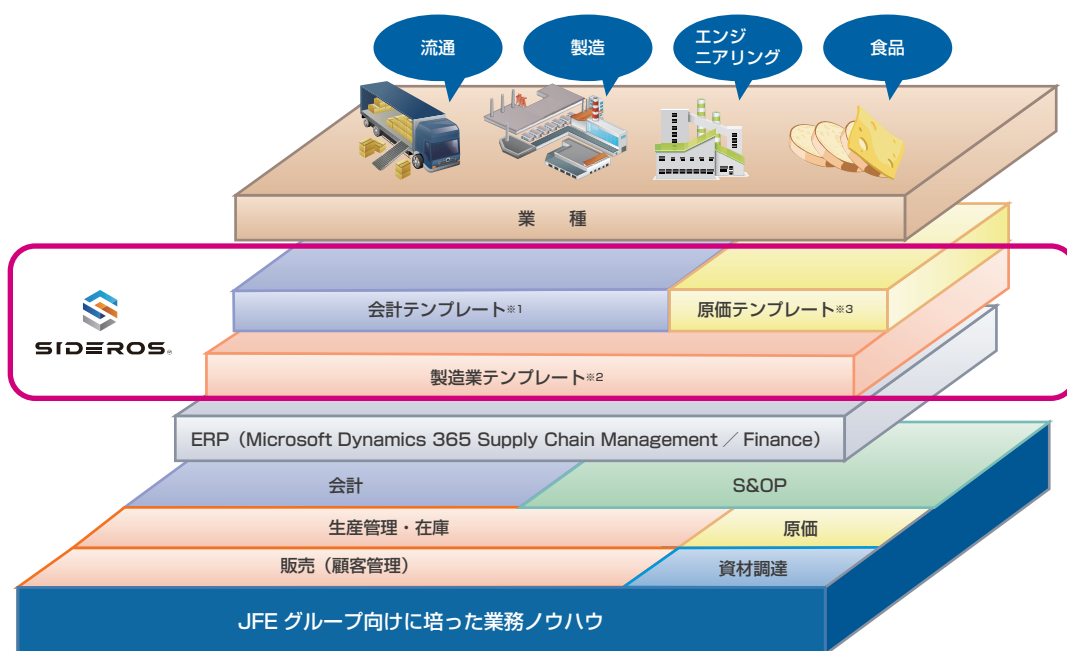 流通
製造
エンジ
ニアリング
食品
業　種
会計テンプレート※1
原価テンプレート※3
SIDEROS®
製造業テンプレート※2
ERP（Microsoft Dynamics 365 Supply Chain Management ／ Finance）
会計
S&OP
生産管理・在庫
原価
販売（顧客管理）
資材調達
JFE グループ向けに培った業務ノウハウ